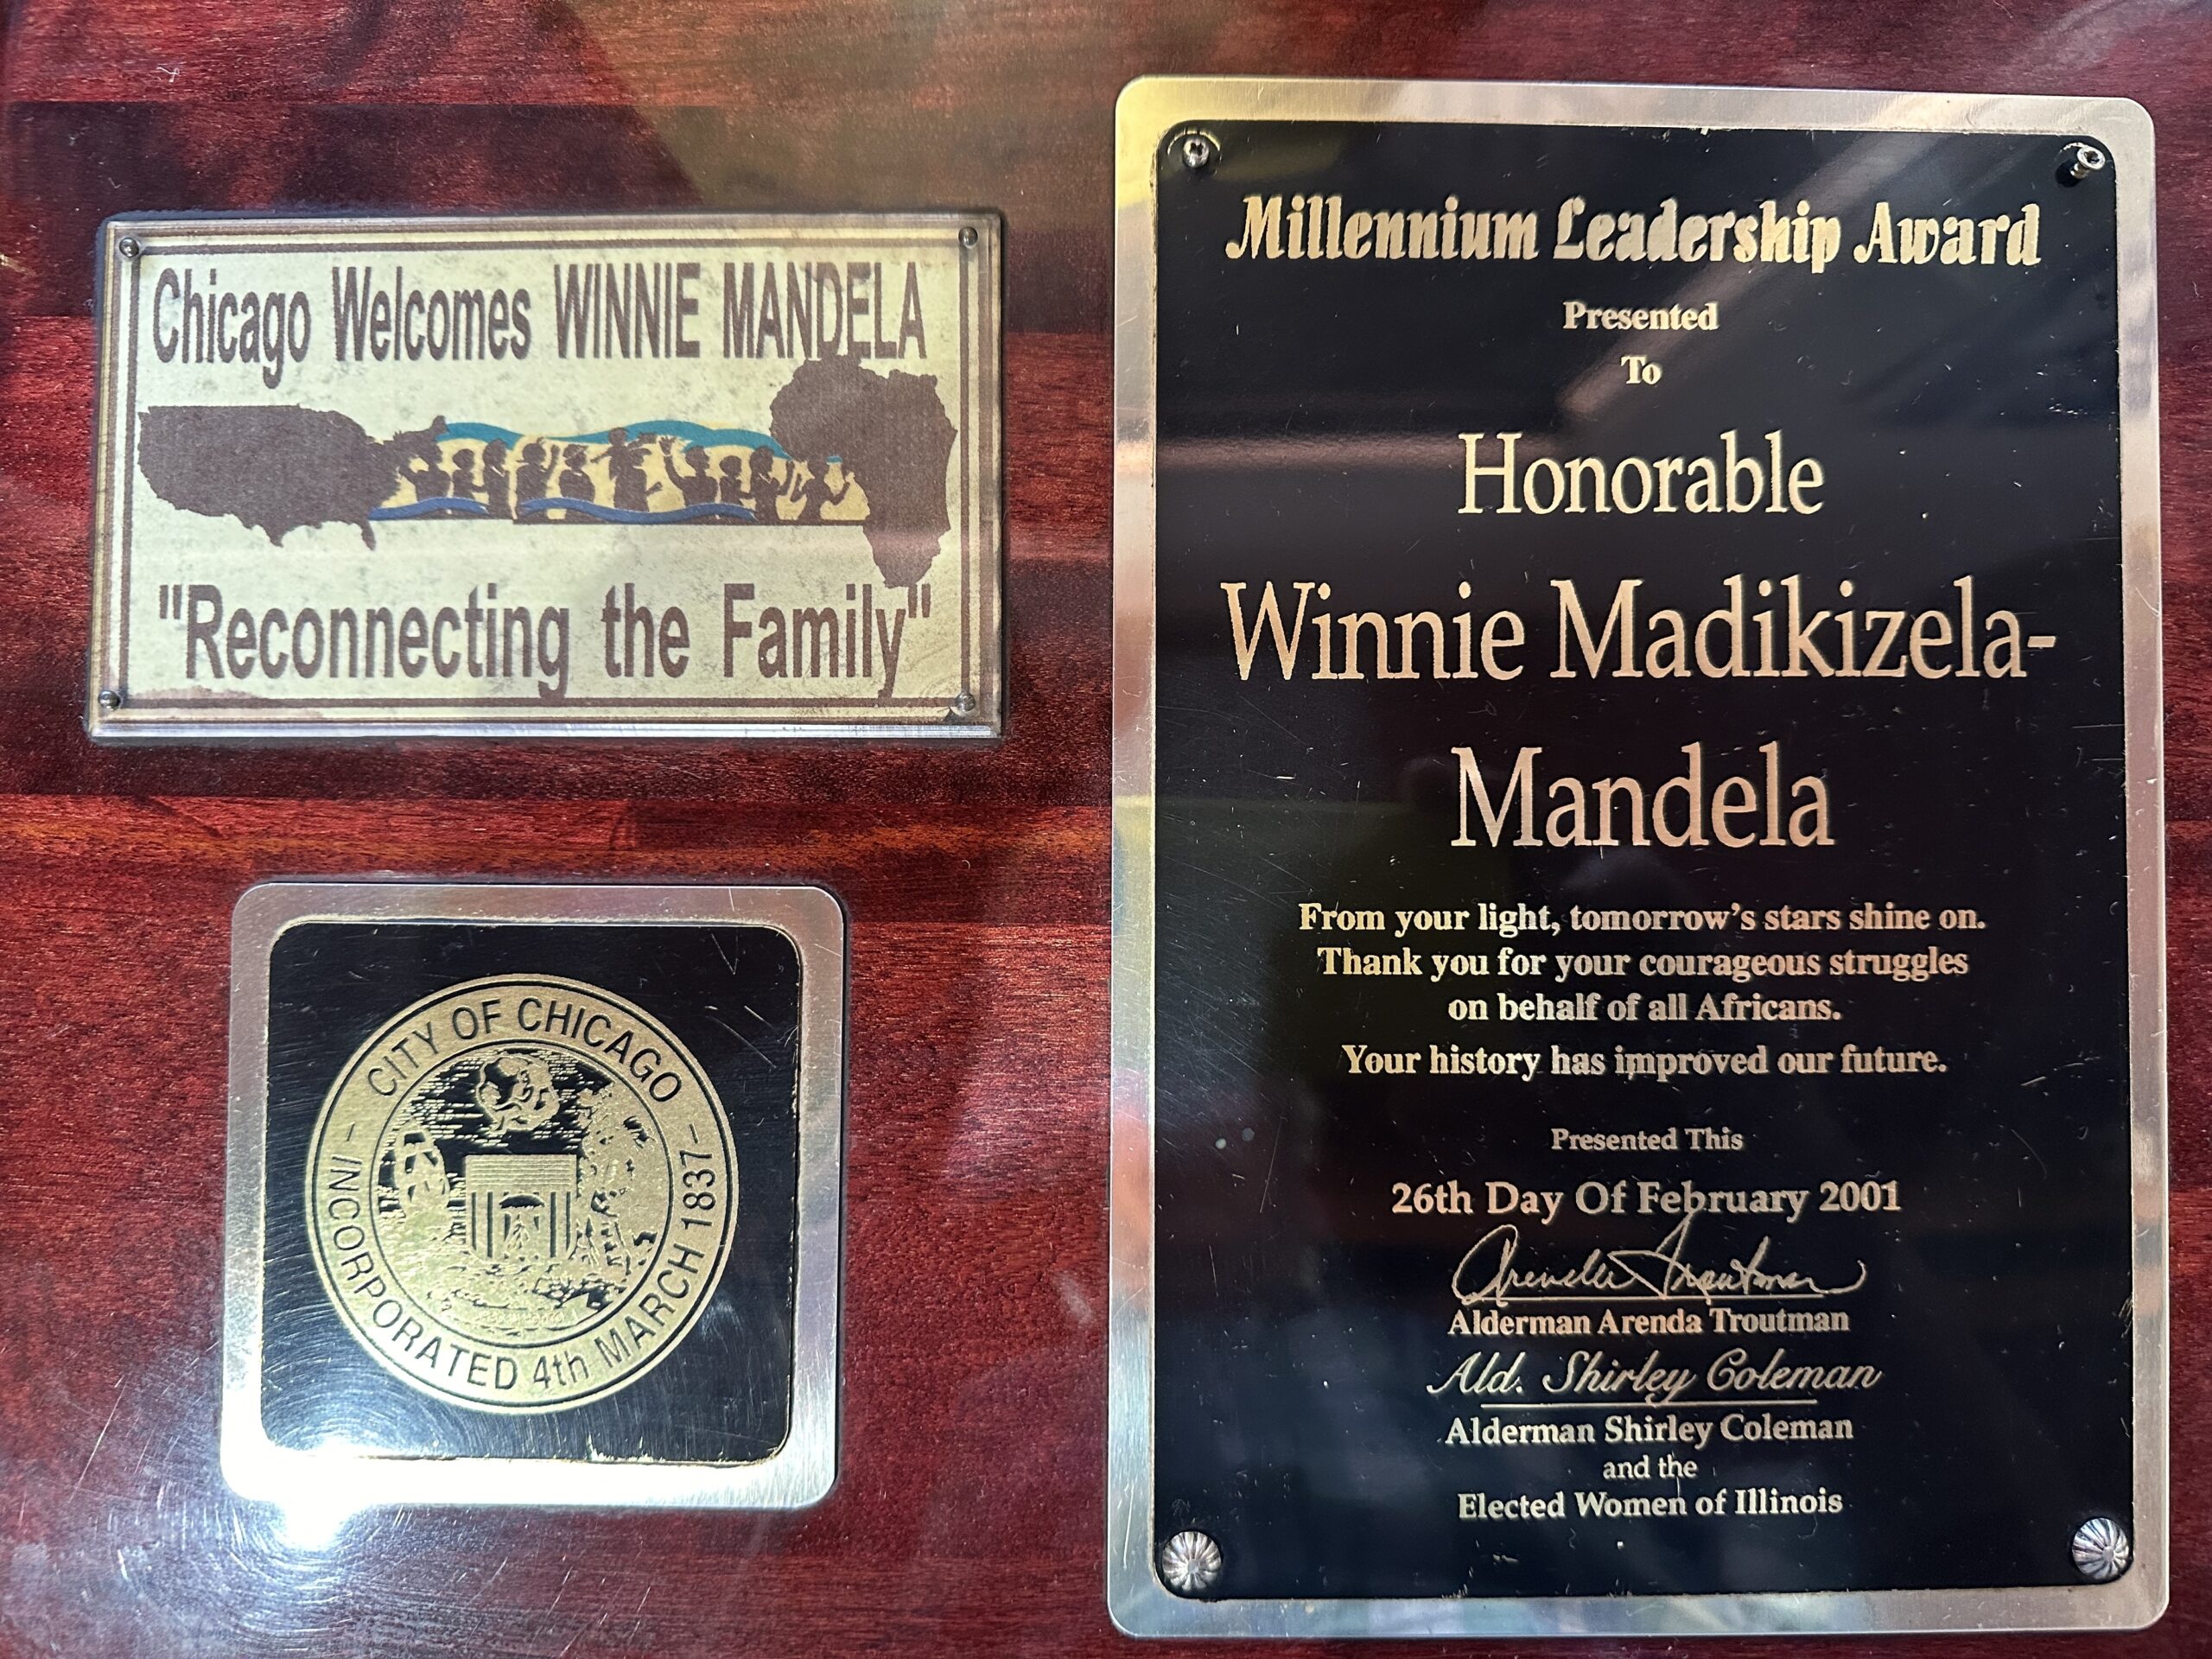 Chicago Welcomes WINNIE MANDELA
"Reconnecting the Family"
CITY OF CHICAGO
- INCORPORATED 4th MARCH 1837 -
Millennium Leadership Award
Presented
To
Honorable
Winnie Madikizela-
Mandela
From your light, tomorrow's stars shine on.
Thank you for your courageous struggles
on behalf of all Africans.
Your history has improved our future.
Presented This
26th Day Of February 2001
Arenda Troutman
Alderman Arenda Troutman
Ald. Shirley Coleman
Alderman Shirley Coleman
and the
Elected Women of Illinois